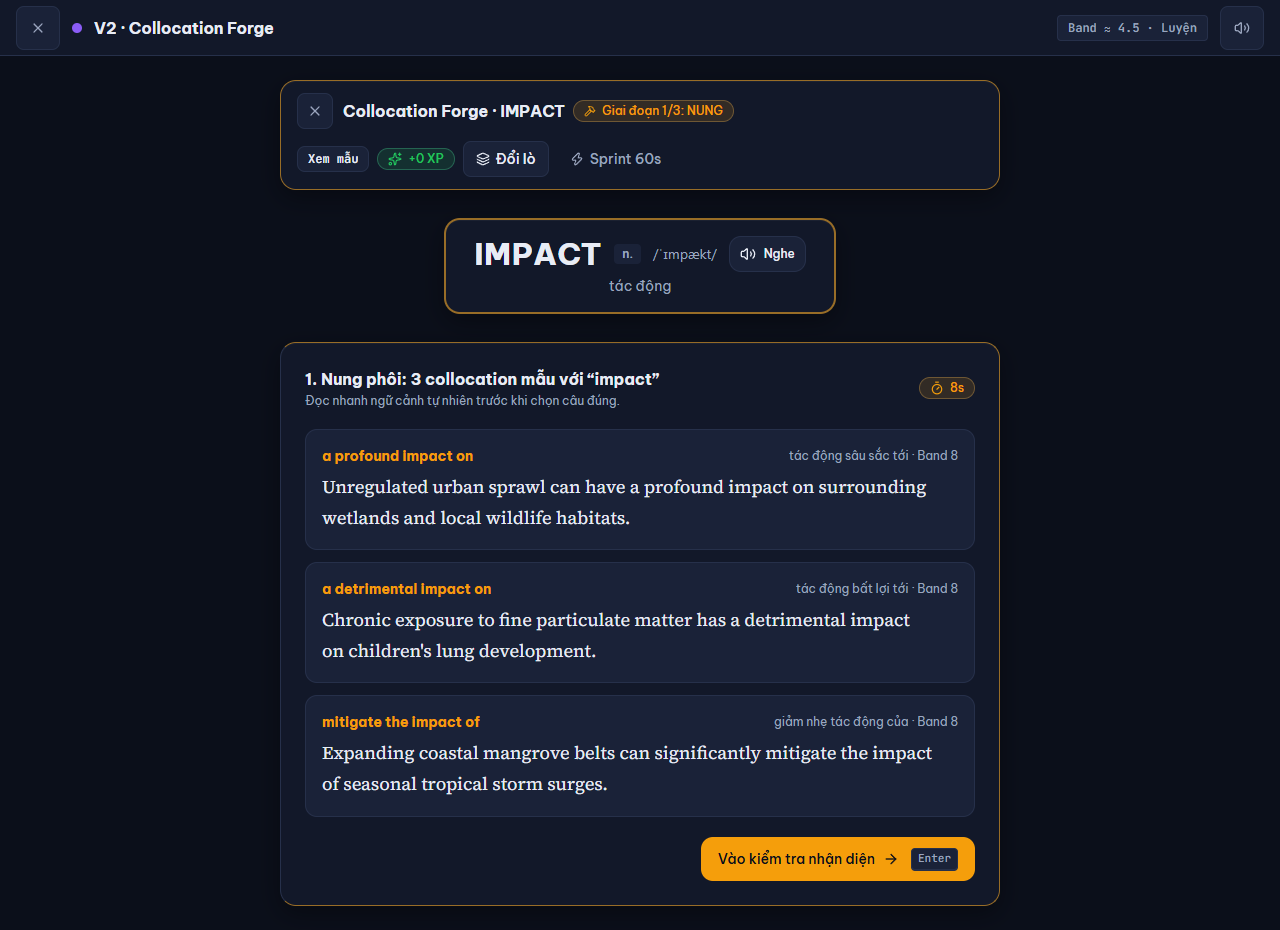 V2 · Collocation Forge
Band ≈ 4.5 · Luyện
Collocation Forge · IMPACT
Giai đoạn 1/3: NUNG
Xem mẫu
+0 XP
Đổi lò
Sprint 60s
IMPACT n. /ˈɪmpækt/ Nghe
tác động
1. Nung phôi: 3 collocation mẫu với “impact”
Đọc nhanh ngữ cảnh tự nhiên trước khi chọn câu đúng.
8s
a profound impact on
tác động sâu sắc tới · Band 8
Unregulated urban sprawl can have a profound impact on surrounding
wetlands and local wildlife habitats.
a detrimental impact on
tác động bất lợi tới · Band 8
Chronic exposure to fine particulate matter has a detrimental impact
on children's lung development.
mitigate the impact of
giảm nhẹ tác động của · Band 8
Expanding coastal mangrove belts can significantly mitigate the impact
of seasonal tropical storm surges.
Vào kiểm tra nhận diện → Enter